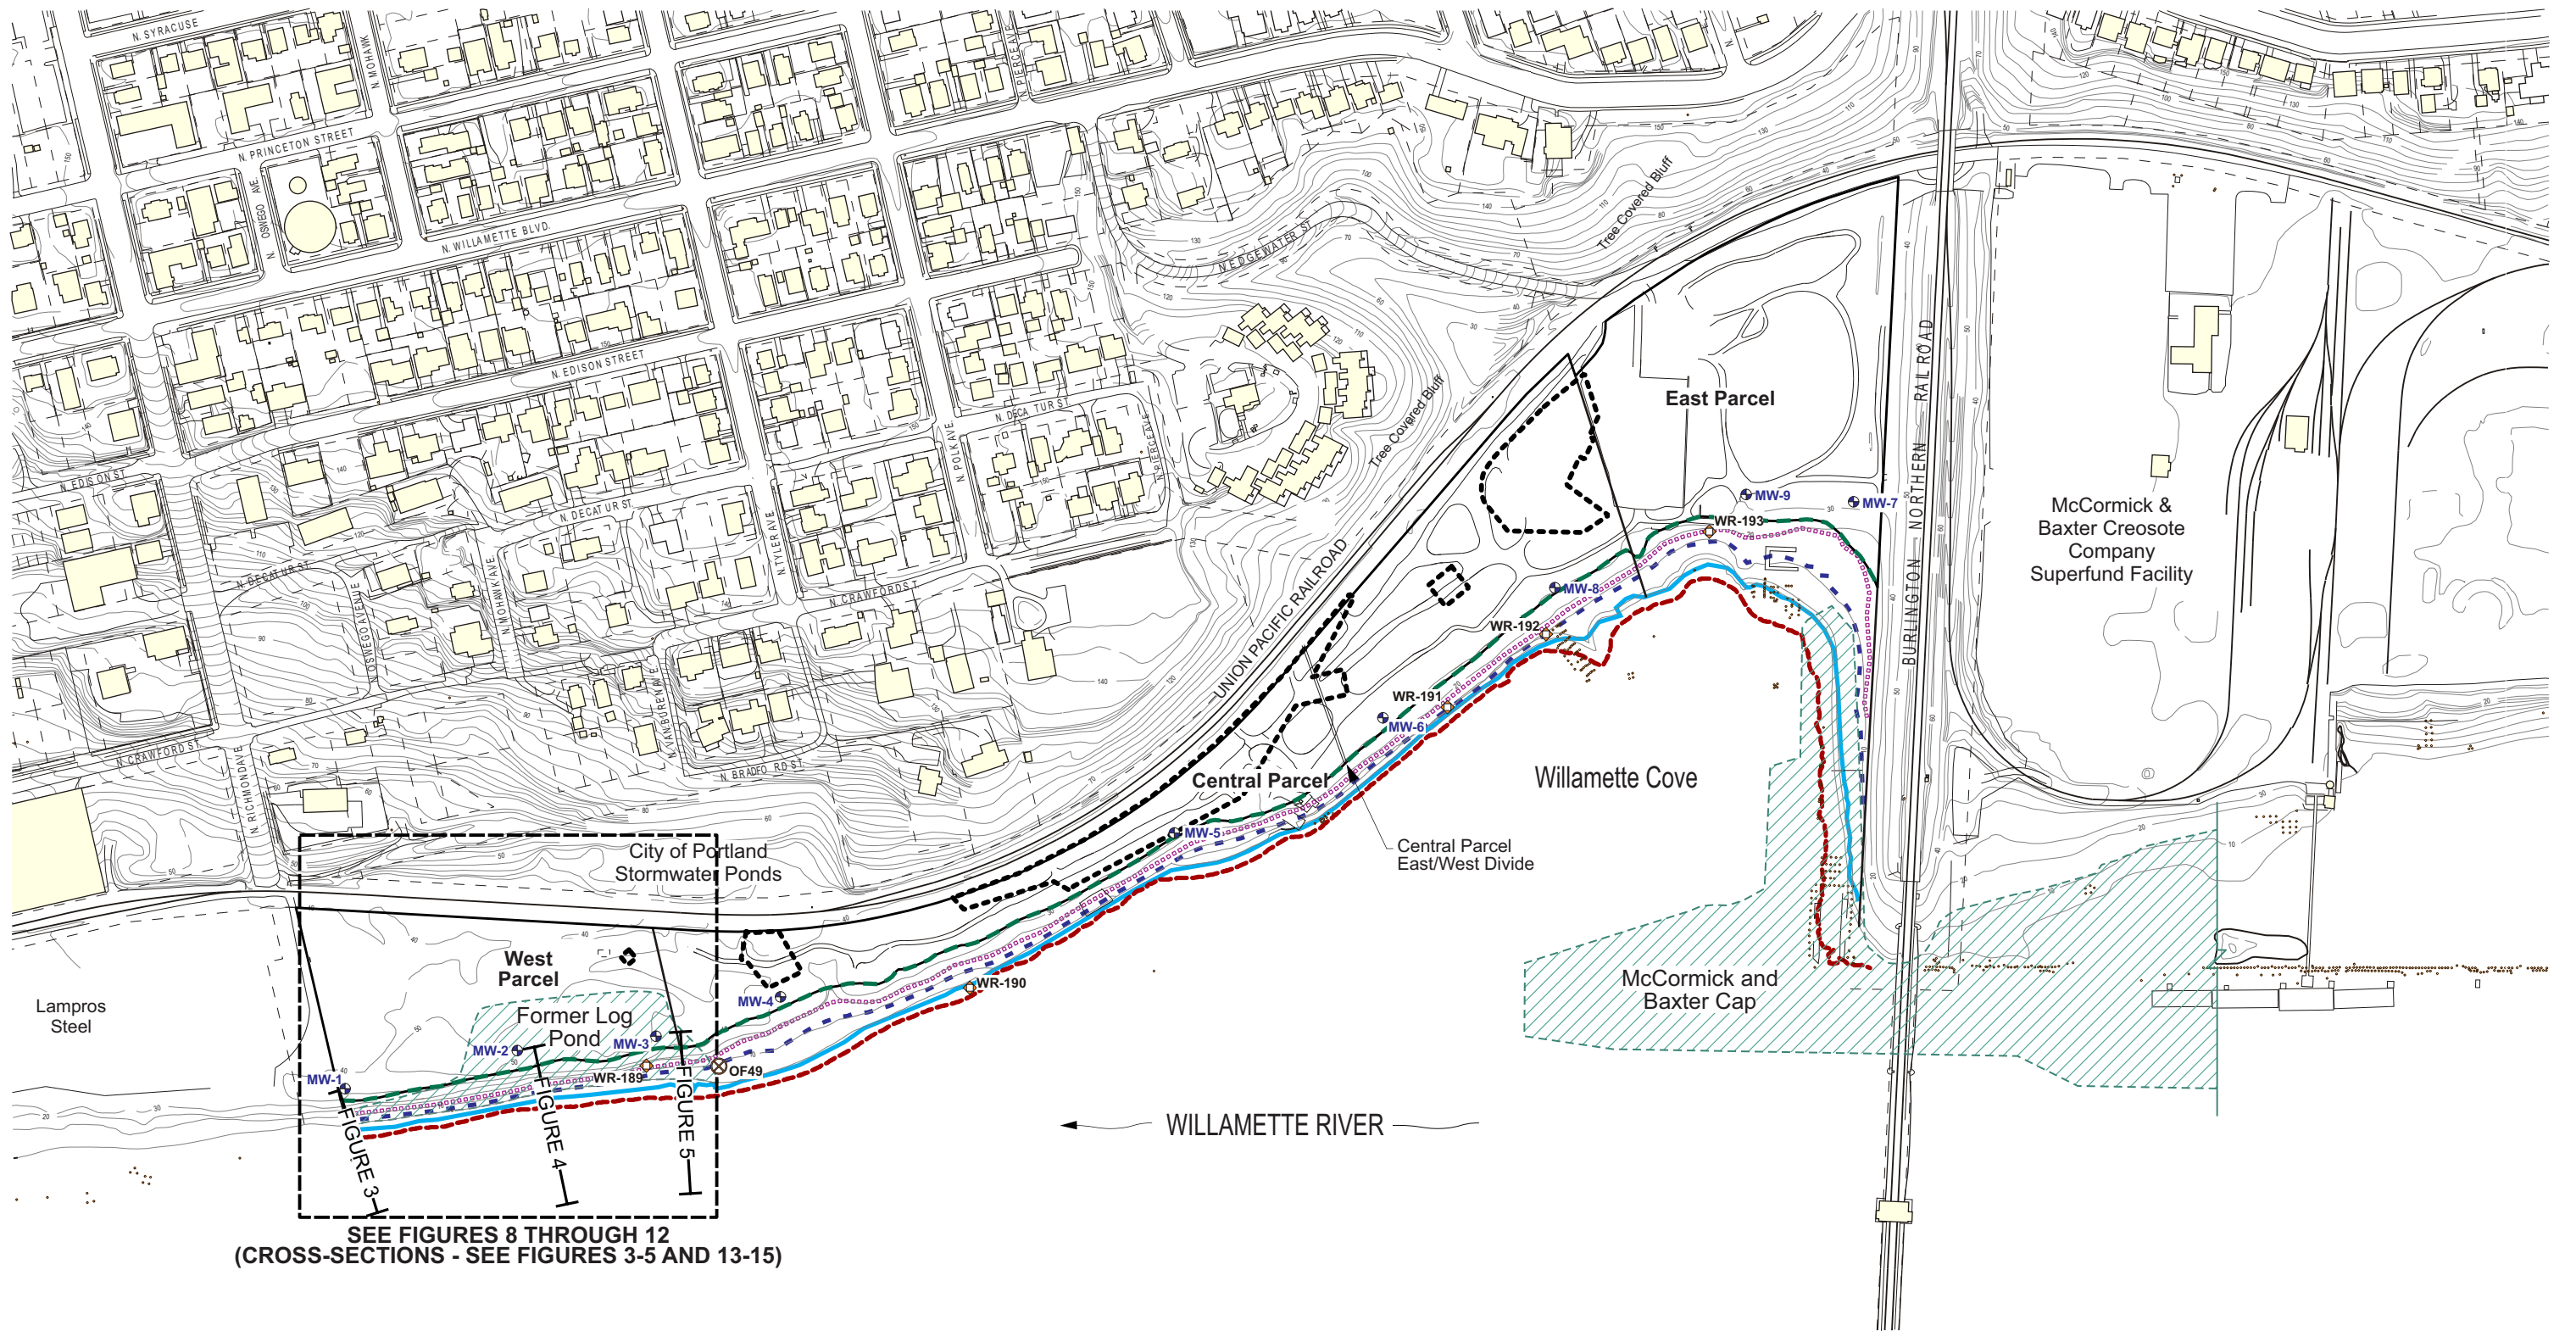 N. SYRACUSE
N. MOHAWK
N. PIERCE AVE
N. PRINCETON STREET
N. OSWEGO AVE.
N. WILLAMETTE BLVD.
N EDGEWATER ST
Tree Covered Bluff
N. EDISON STREET
N. DECATUR ST.
Tree Covered Bluff
East Parcel
BURLINGTON NORTHERN RAILROAD
N. EDISON ST.
N. POLK AVE.
N. PIERCE AVE.
N. DECATUR ST.
N. TYLER AVE.
MW-9
MW-7
WR-193
McCormick &
Baxter Creosote
Company
Superfund Facility
N. DECATUR ST.
N. OSWEGO AVENUE
N. MOHAWK AVE.
N. CRAWFORD ST.
UNION PACIFIC RAILROAD
MW-8
WR-192
WR-191
MW-6
N. VAN BUREN AVE.
N. CRAWFORD ST.
N. RICHMOND AVE.
N. BRADFORD ST.
Central Parcel
Willamette Cove
MW-5
Central Parcel
East/West Divide
City of Portland
Stormwater Ponds
West
Parcel
MW-4
WR-190
McCormick and
Baxter Cap
Lampros
Steel
Former Log
Pond
MW-3
MW-2
MW-1
WR-189
OF49
FIGURE 3
FIGURE 4
FIGURE 5
WILLAMETTE RIVER
SEE FIGURES 8 THROUGH 12
(CROSS-SECTIONS - SEE FIGURES 3-5 AND 13-15)